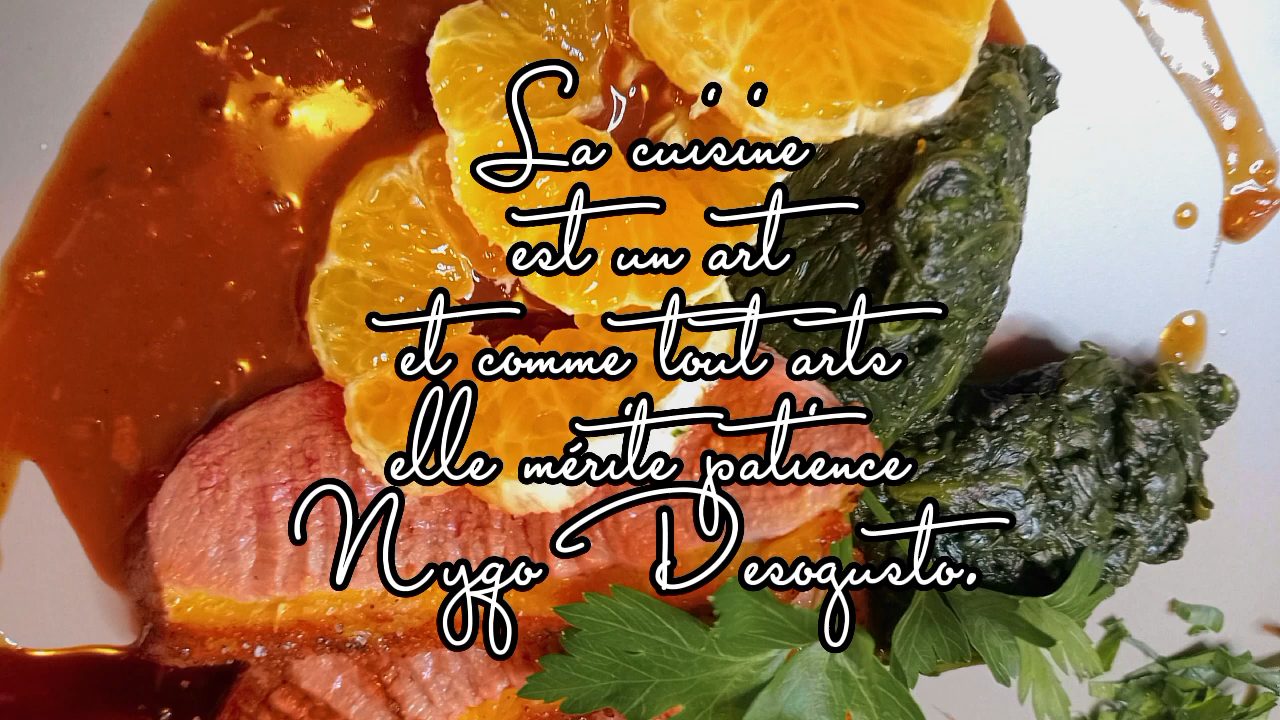 La cuisine
est un art
et comme tout arts
elle mérite patience
Nygo Desogusto.